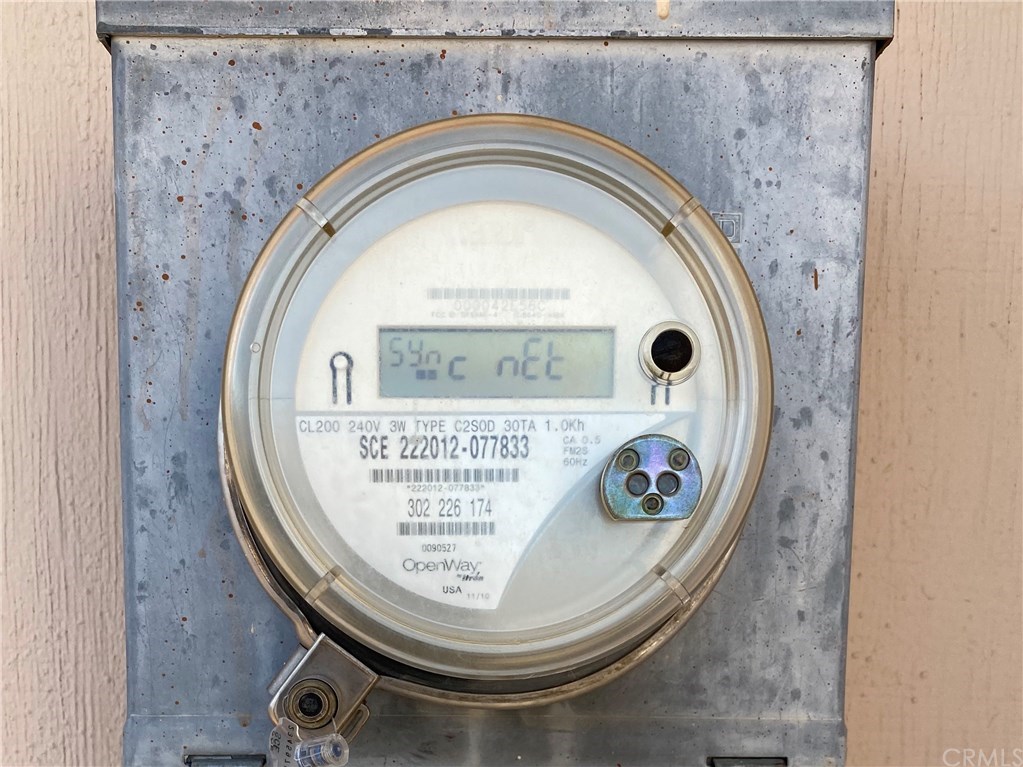 SYnc nEt
CL200 240V 3W TYPE C2SOD 30TA 1.0Kh
SCE 222012-077833
CA 0.5
FM2S
60Hz
*222012-077833*
302 226 174
0090527
OpenWay
by Itrón
USA 11/10
CRMLS